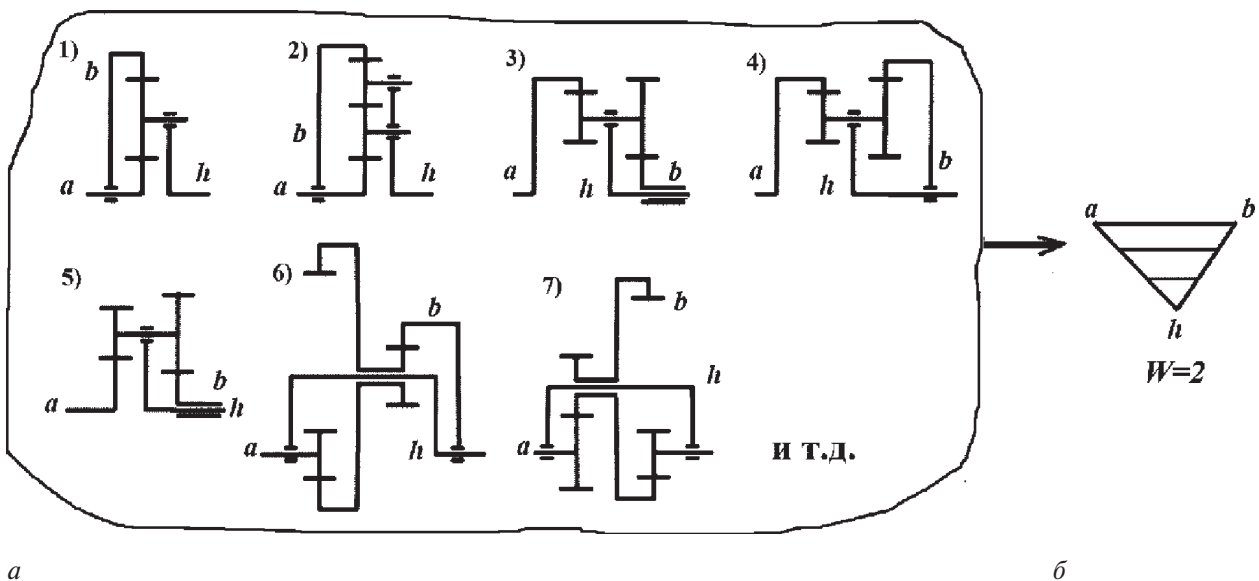 1) b a h
2) b a h
3) a h b
4) a h b
5) a b h
6) b a h
7) b h a
и т.д.
a b
h
W=2
а
б